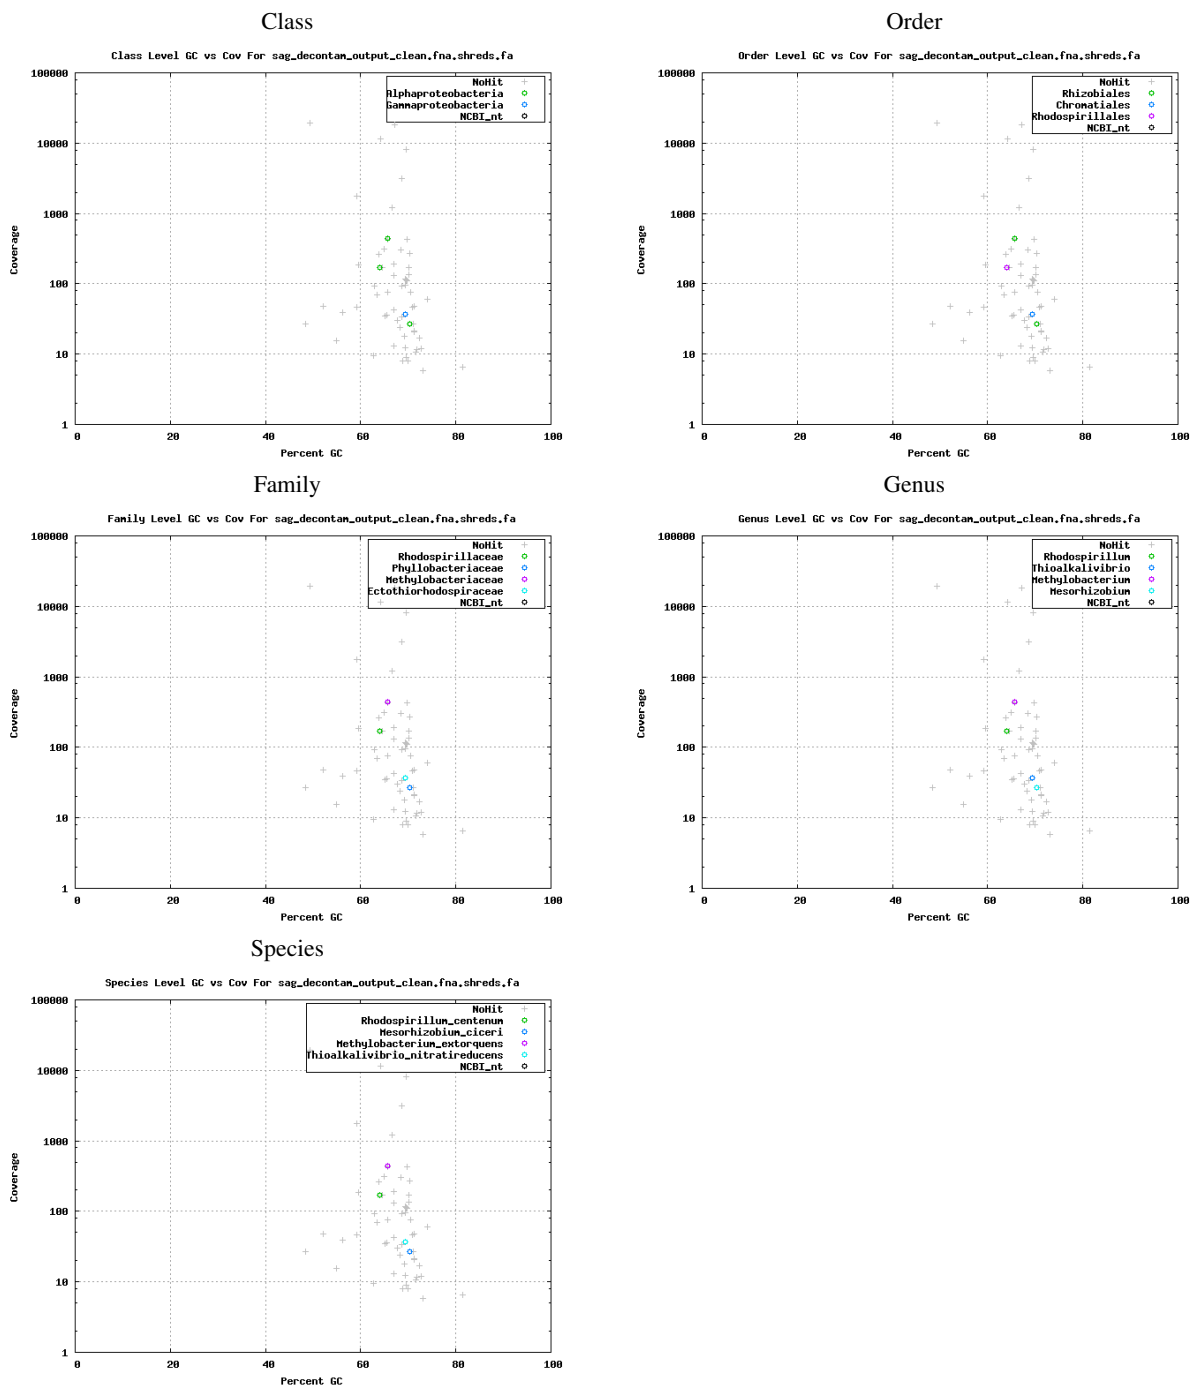 Class
Class Level GC vs Cov For sag_decontam_output_clean.fna.shreds.fa
NoHit
Alphaproteobacteria
Gammaproteobacteria
NCBI_nt
100000
10000
1000
100
10
1
Coverage
0 20 40 60 80 100
Percent GC
Order
Order Level GC vs Cov For sag_decontam_output_clean.fna.shreds.fa
NoHit
Rhizobiales
Chromatiales
Rhodospirillales
NCBI_nt
100000
10000
1000
100
10
1
Coverage
0 20 40 60 80 100
Percent GC
Family
Family Level GC vs Cov For sag_decontam_output_clean.fna.shreds.fa
NoHit
Rhodospirillaceae
Phyllobacteriaceae
Methylobacteriaceae
Ectothiorhodospiraceae
NCBI_nt
100000
10000
1000
100
10
1
Coverage
0 20 40 60 80 100
Percent GC
Genus
Genus Level GC vs Cov For sag_decontam_output_clean.fna.shreds.fa
NoHit
Rhodospirillum
Thioalkalivibrio
Methylobacterium
Mesorhizobium
NCBI_nt
100000
10000
1000
100
10
1
Coverage
0 20 40 60 80 100
Percent GC
Species
Species Level GC vs Cov For sag_decontam_output_clean.fna.shreds.fa
NoHit
Rhodospirillum_centenum
Mesorhizobium_ciceri
Methylobacterium_extorquens
Thioalkalivibrio_nitratireducens
NCBI_nt
100000
10000
1000
100
10
1
Coverage
0 20 40 60 80 100
Percent GC